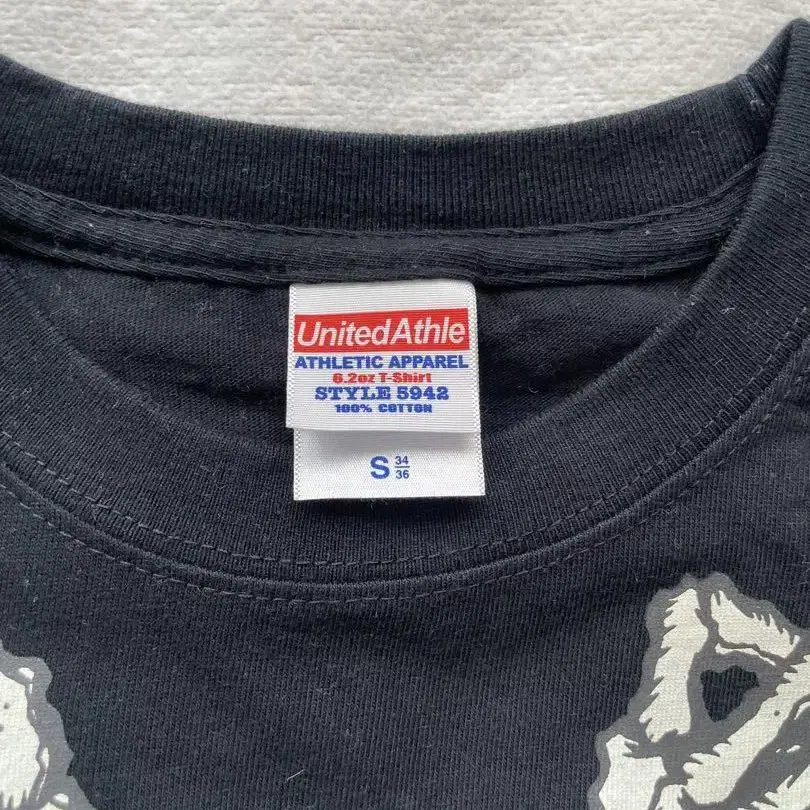 UnitedAthle
ATHLETIC APPAREL
6.2oz T-Shirt
STYLE 5942
100% COTTON
S 34/36